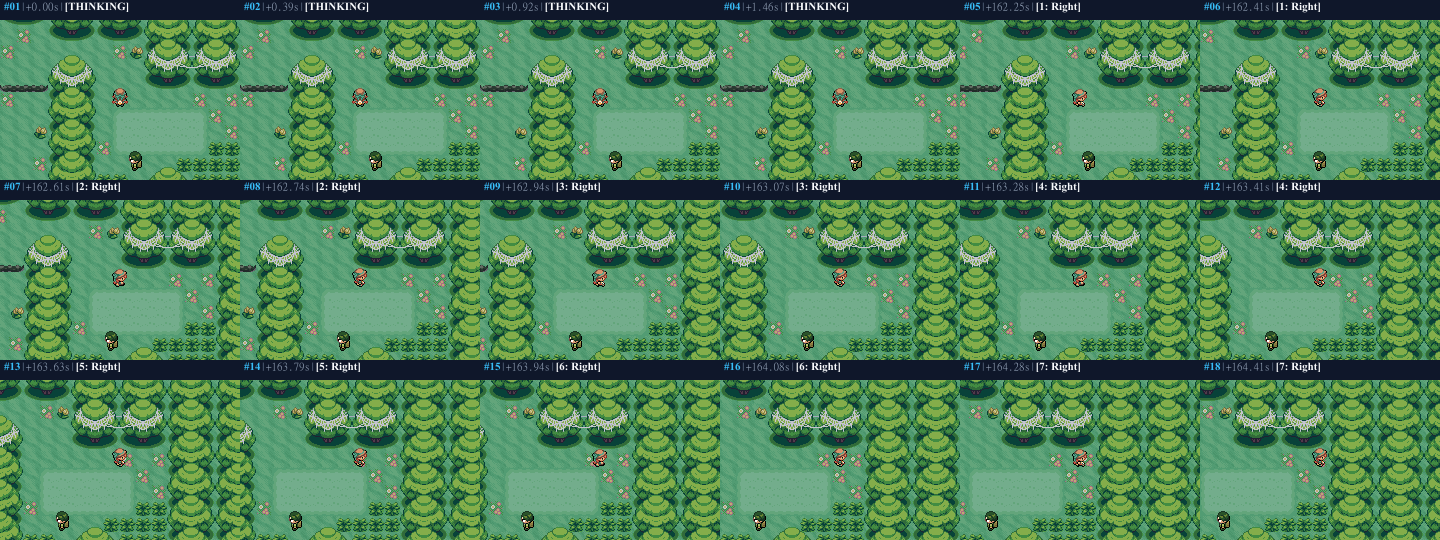 #01|+0.00s|[THINKING]
#02|+0.39s|[THINKING]
#03|+0.92s|[THINKING]
#04|+1.46s|[THINKING]
#05|+162.25s|[1: Right]
#06|+162.41s|[1: Right]
#07|+162.61s|[2: Right]
#08|+162.74s|[2: Right]
#09|+162.94s|[3: Right]
#10|+163.07s|[3: Right]
#11|+163.28s|[4: Right]
#12|+163.41s|[4: Right]
#13|+163.63s|[5: Right]
#14|+163.79s|[5: Right]
#15|+163.94s|[6: Right]
#16|+164.08s|[6: Right]
#17|+164.28s|[7: Right]
#18|+164.41s|[7: Right]